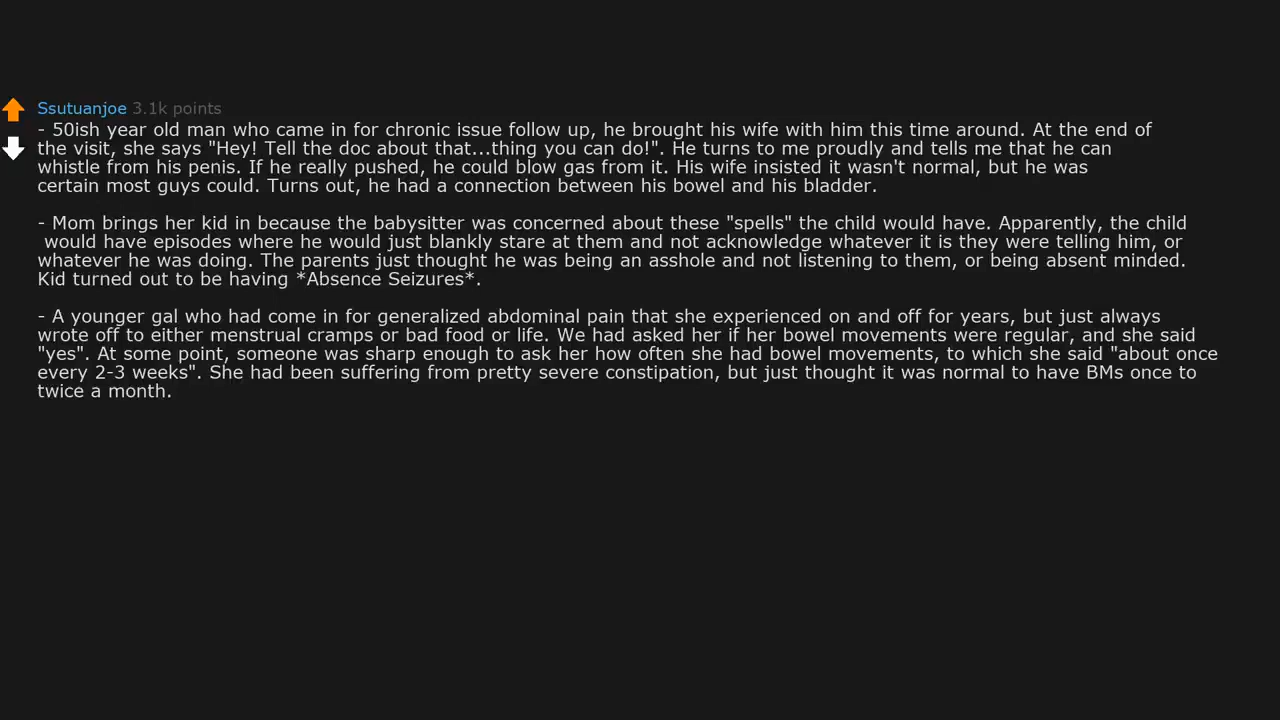 Ssutuanjoe 3.1k points
- 50ish year old man who came in for chronic issue follow up, he brought his wife with him this time around. At the end of
the visit, she says "Hey! Tell the doc about that...thing you can do!". He turns to me proudly and tells me that he can
whistle from his penis. If he really pushed, he could blow gas from it. His wife insisted it wasn't normal, but he was
certain most guys could. Turns out, he had a connection between his bowel and his bladder.
- Mom brings her kid in because the babysitter was concerned about these "spells" the child would have. Apparently, the child
would have episodes where he would just blankly stare at them and not acknowledge whatever it is they were telling him, or
whatever he was doing. The parents just thought he was being an asshole and not listening to them, or being absent minded.
Kid turned out to be having *Absence Seizures*.
- A younger gal who had come in for generalized abdominal pain that she experienced on and off for years, but just always
wrote off to either menstrual cramps or bad food or life. We had asked her if her bowel movements were regular, and she said
"yes". At some point, someone was sharp enough to ask her how often she had bowel movements, to which she said "about once
every 2-3 weeks". She had been suffering from pretty severe constipation, but just thought it was normal to have BMs once to
twice a month.